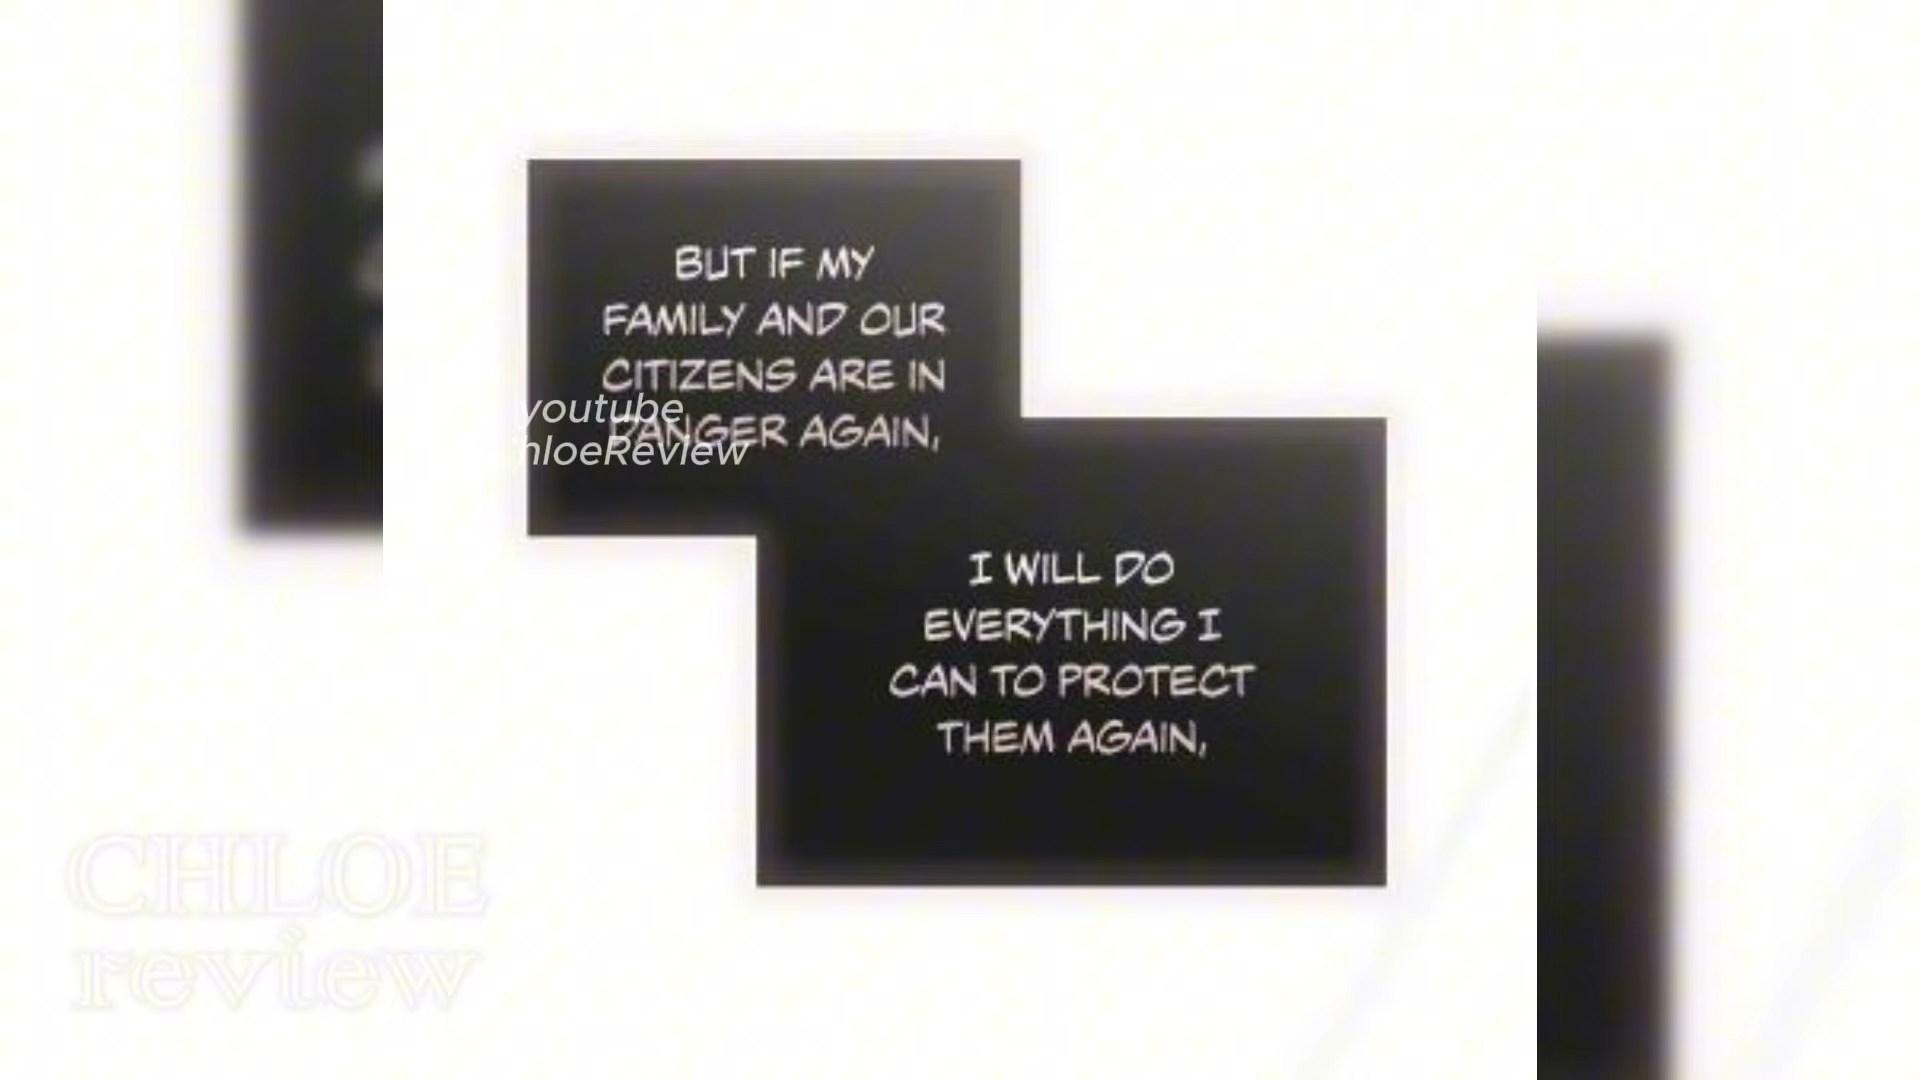 BUT IF MY
FAMILY AND OUR
CITIZENS ARE IN
DANGER AGAIN,
youtube
hloeReview
I WILL DO
EVERYTHING I
CAN TO PROTECT
THEM AGAIN,
CHLOE
review